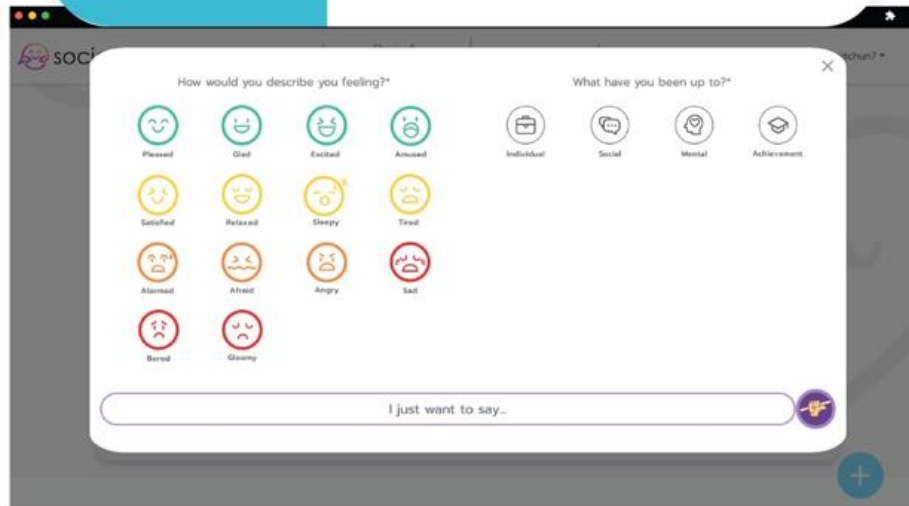 soci
chun7
How would you describe you feeling?*
What have you been up to?*
Pleased Glad Excited Amused
Individual Social Mental Achievement
Satisfied Relaxed Sleepy Tired
Alarmed Afraid Angry Sad
Bored Gloomy
I just want to say...